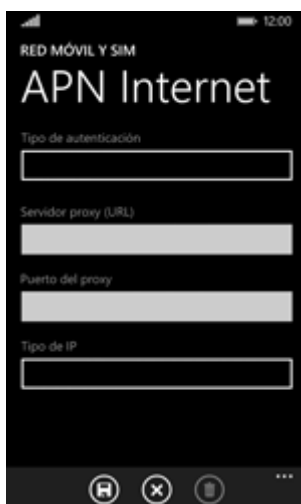 12:00
RED MÓVIL Y SIM
APN Internet
Tipo de autenticación
Servidor proxy (URL)
Puerto del proxy
Tipo de IP